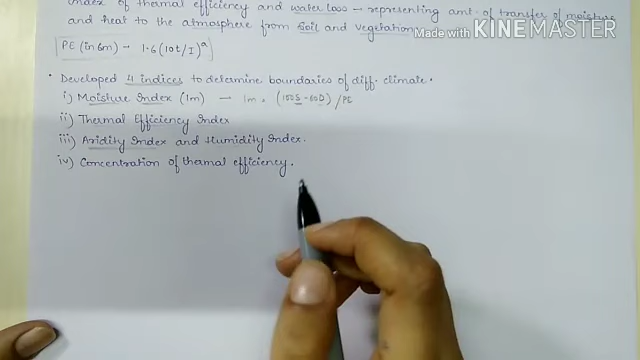 Index of thermal efficiency and water loss - representing amt. of transfer of moisture
and heat to the atmosphere from soil and vegetation
Made with KINEMASTER
PE (in cm) - 1.6 (10t/I)ᵃ
• Developed 4 indices to determine boundaries of diff. climate.
i) Moisture Index (Im) - Im = (100S - 60D) / PE
ii) Thermal Efficiency Index
iii) Aridity Index and Humidity Index.
iv) Concentration of thermal efficiency.